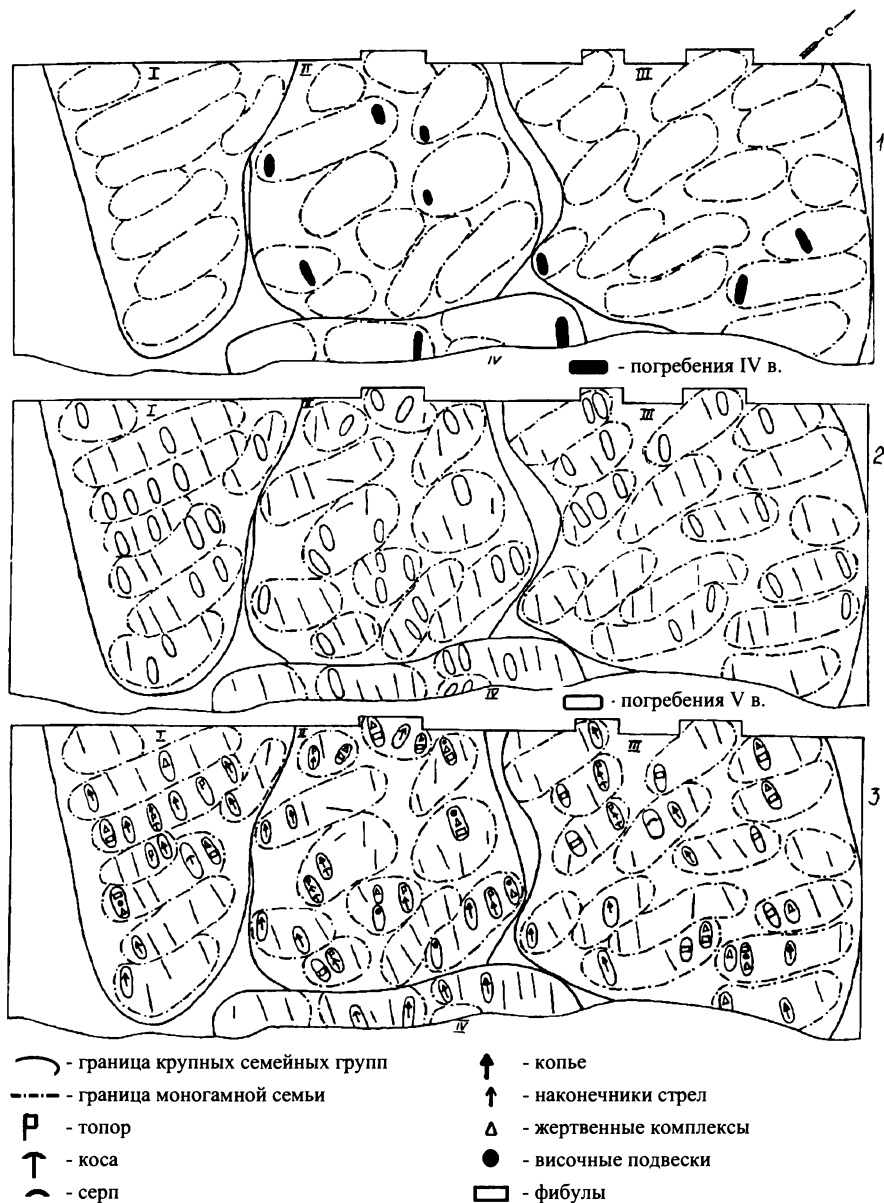 с
I II III
1
IV
- погребения IV в.
I II III
2
IV
- погребения V в.
I II III
3
IV
- граница крупных семейных групп
- граница моногамной семьи
- топор
- коса
- серп
- копье
- наконечники стрел
- жертвенные комплексы
- височные подвески
- фибулы